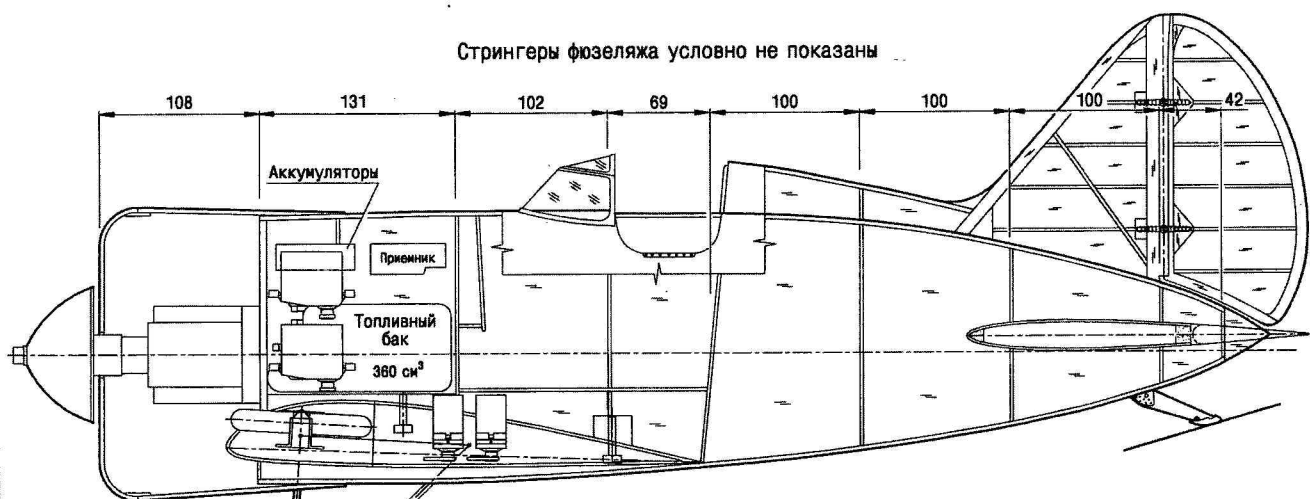 Стрингеры фюзеляжа условно не показаны
108 131 102 69 100 100 100 42
Аккумуляторы
Приемник
Топливный
бак
360 см³